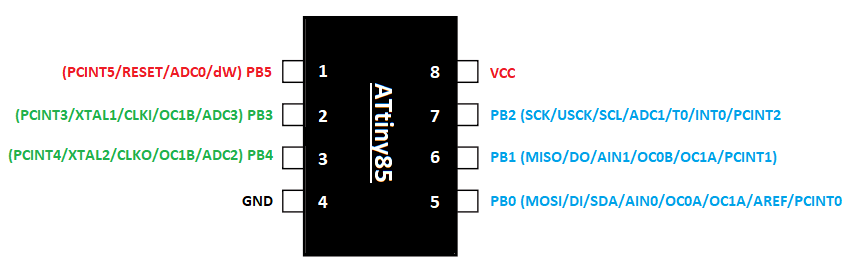 (PCINT5/RESET/ADC0/dW) PB5 1 8 VCC
(PCINT3/XTAL1/CLKI/OC1B/ADC3) PB3 2 7 PB2 (SCK/USCK/SCL/ADC1/T0/INT0/PCINT2
(PCINT4/XTAL2/CLKO/OC1B/ADC2) PB4 3 6 PB1 (MISO/DO/AIN1/OC0B/OC1A/PCINT1)
GND 4 5 PB0 (MOSI/DI/SDA/AIN0/OC0A/OC1A/AREF/PCINT0
ATtiny85